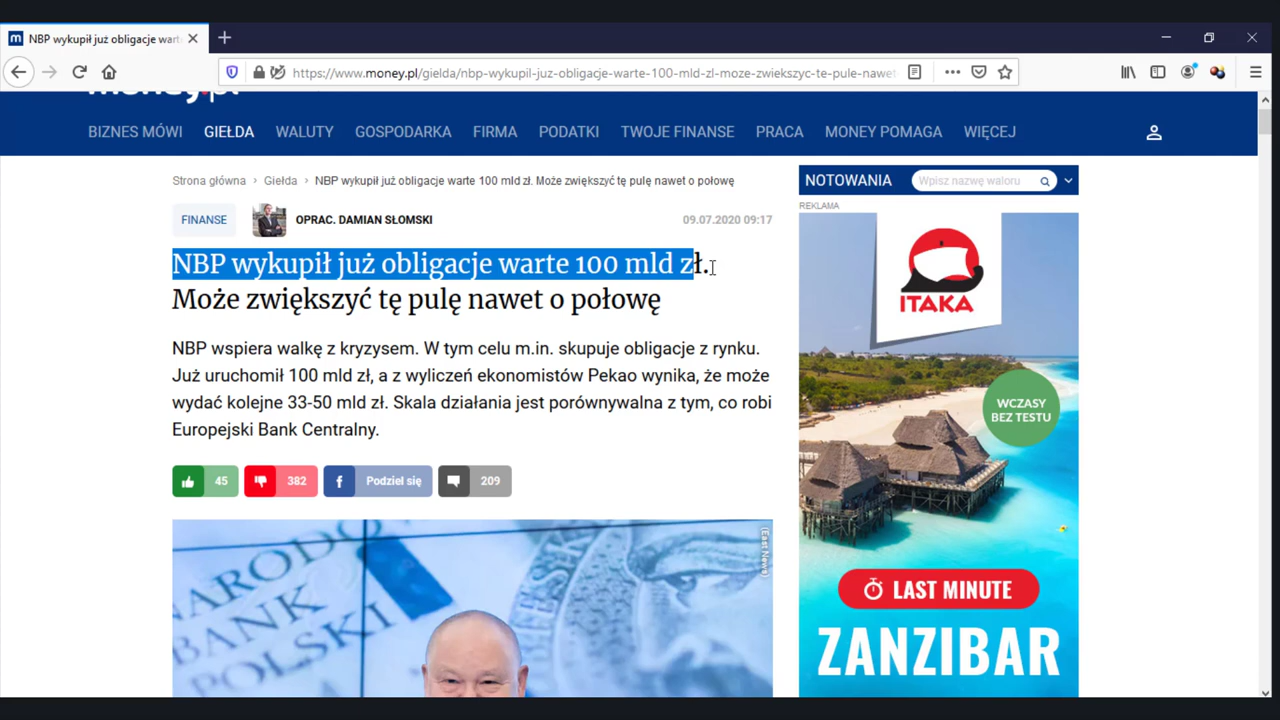 NBP wykupił już obligacje wart
https://www.money.pl/gielda/nbp-wykupil-juz-obligacje-warte-100-mld-zl-moze-zwiekszyc-te-pule-nawet
money.pl
BIZNES MÓWI GIEŁDA WALUTY GOSPODARKA FIRMA PODATKI TWOJE FINANSE PRACA MONEY POMAGA WIĘCEJ
Strona główna › Giełda › NBP wykupił już obligacje warte 100 mld zł. Może zwiększyć tę pulę nawet o połowę
FINANSE OPRAC. DAMIAN SŁOMSKI 09.07.2020 09:17
NBP wykupił już obligacje warte 100 mld zł.
Może zwiększyć tę pulę nawet o połowę
NBP wspiera walkę z kryzysem. W tym celu m.in. skupuje obligacje z rynku.
Już uruchomił 100 mld zł, a z wyliczeń ekonomistów Pekao wynika, że może
wydać kolejne 33-50 mld zł. Skala działania jest porównywalna z tym, co robi
Europejski Bank Centralny.
45 382 f Podziel się 209
(East News)
NARODO
BANK
POLSKI
NOTOWANIA Wpisz nazwę waloru
REKLAMA
ITAKA
WCZASY
BEZ TESTU
LAST MINUTE
ZANZIBAR